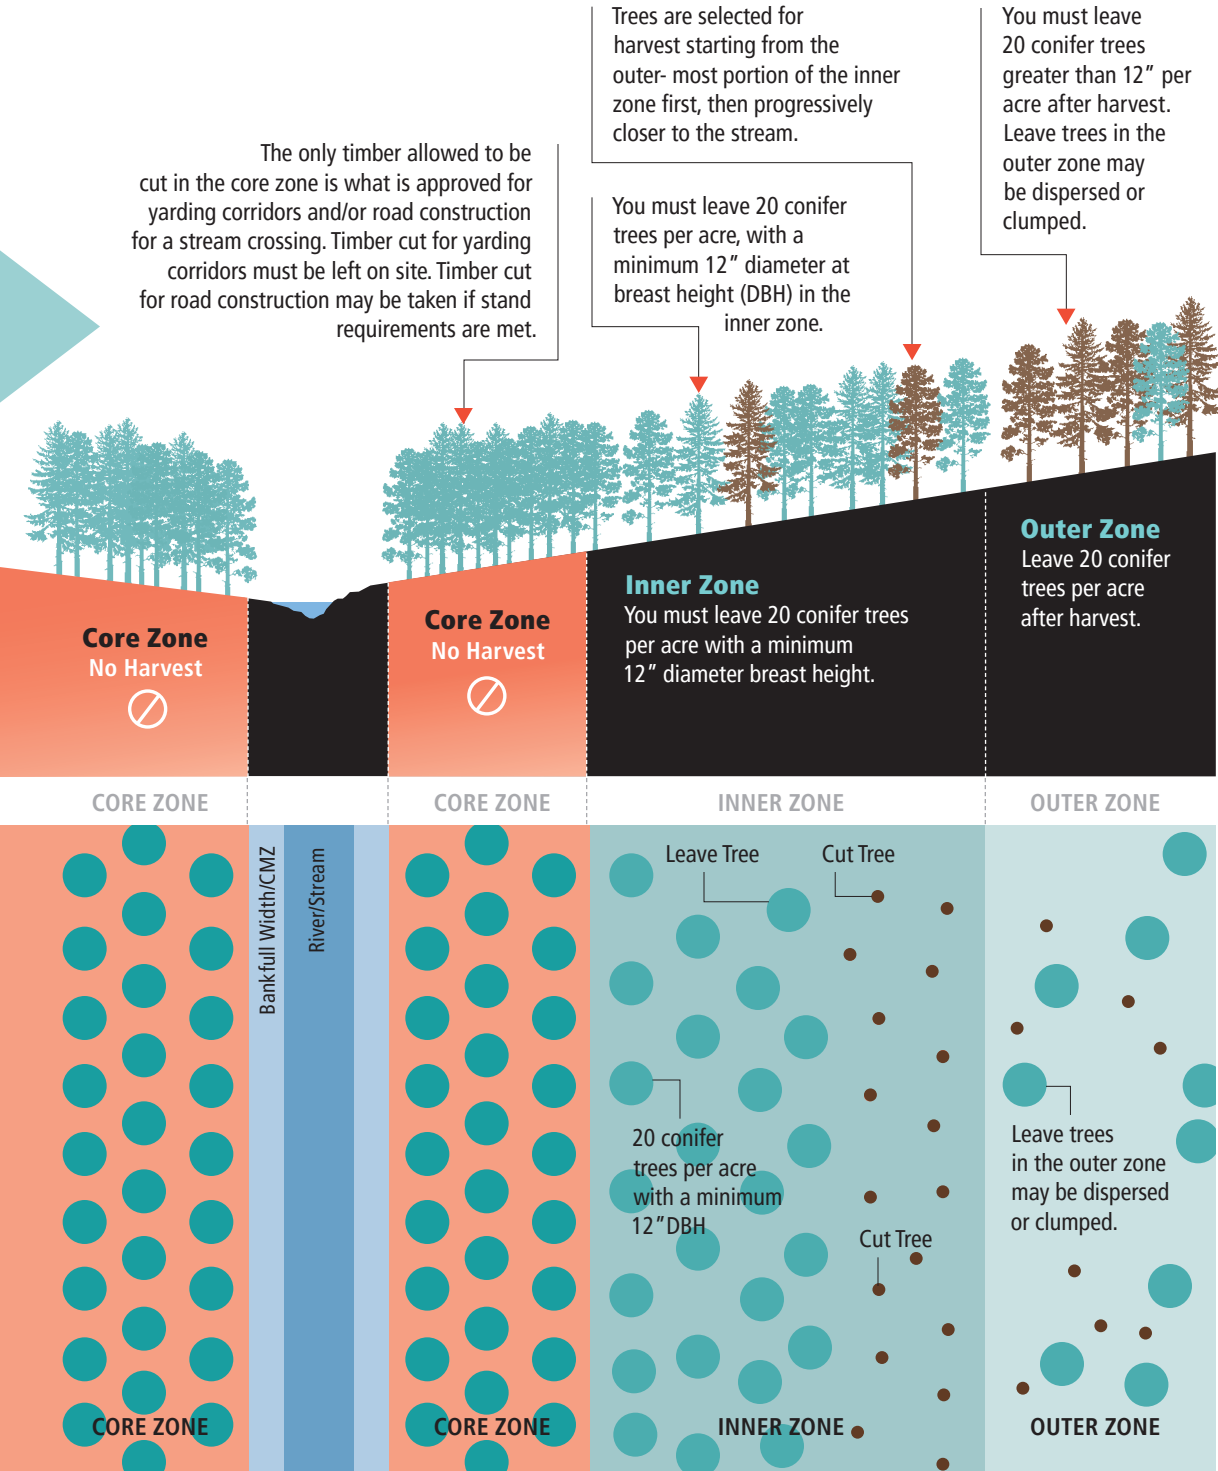 The only timber allowed to be
cut in the core zone is what is approved for
yarding corridors and/or road construction
for a stream crossing. Timber cut for yarding
corridors must be left on site. Timber cut
for road construction may be taken if stand
requirements are met.
Trees are selected for
harvest starting from the
outer- most portion of the inner
zone first, then progressively
closer to the stream.
You must leave 20 conifer
trees per acre, with a
minimum 12” diameter at
breast height (DBH) in the
inner zone.
You must leave
20 conifer trees
greater than 12” per
acre after harvest.
Leave trees in the
outer zone may
be dispersed or
clumped.
Core Zone
No Harvest
Core Zone
No Harvest
Inner Zone
You must leave 20 conifer trees
per acre with a minimum
12” diameter breast height.
Outer Zone
Leave 20 conifer
trees per acre
after harvest.
CORE ZONE
CORE ZONE
INNER ZONE
OUTER ZONE
Bankfull Width/CMZ
River/Stream
Leave Tree
Cut Tree
20 conifer
trees per acre
with a minimum
12”DBH
Cut Tree
Leave trees
in the outer zone
may be dispersed
or clumped.
CORE ZONE
CORE ZONE
INNER ZONE
OUTER ZONE